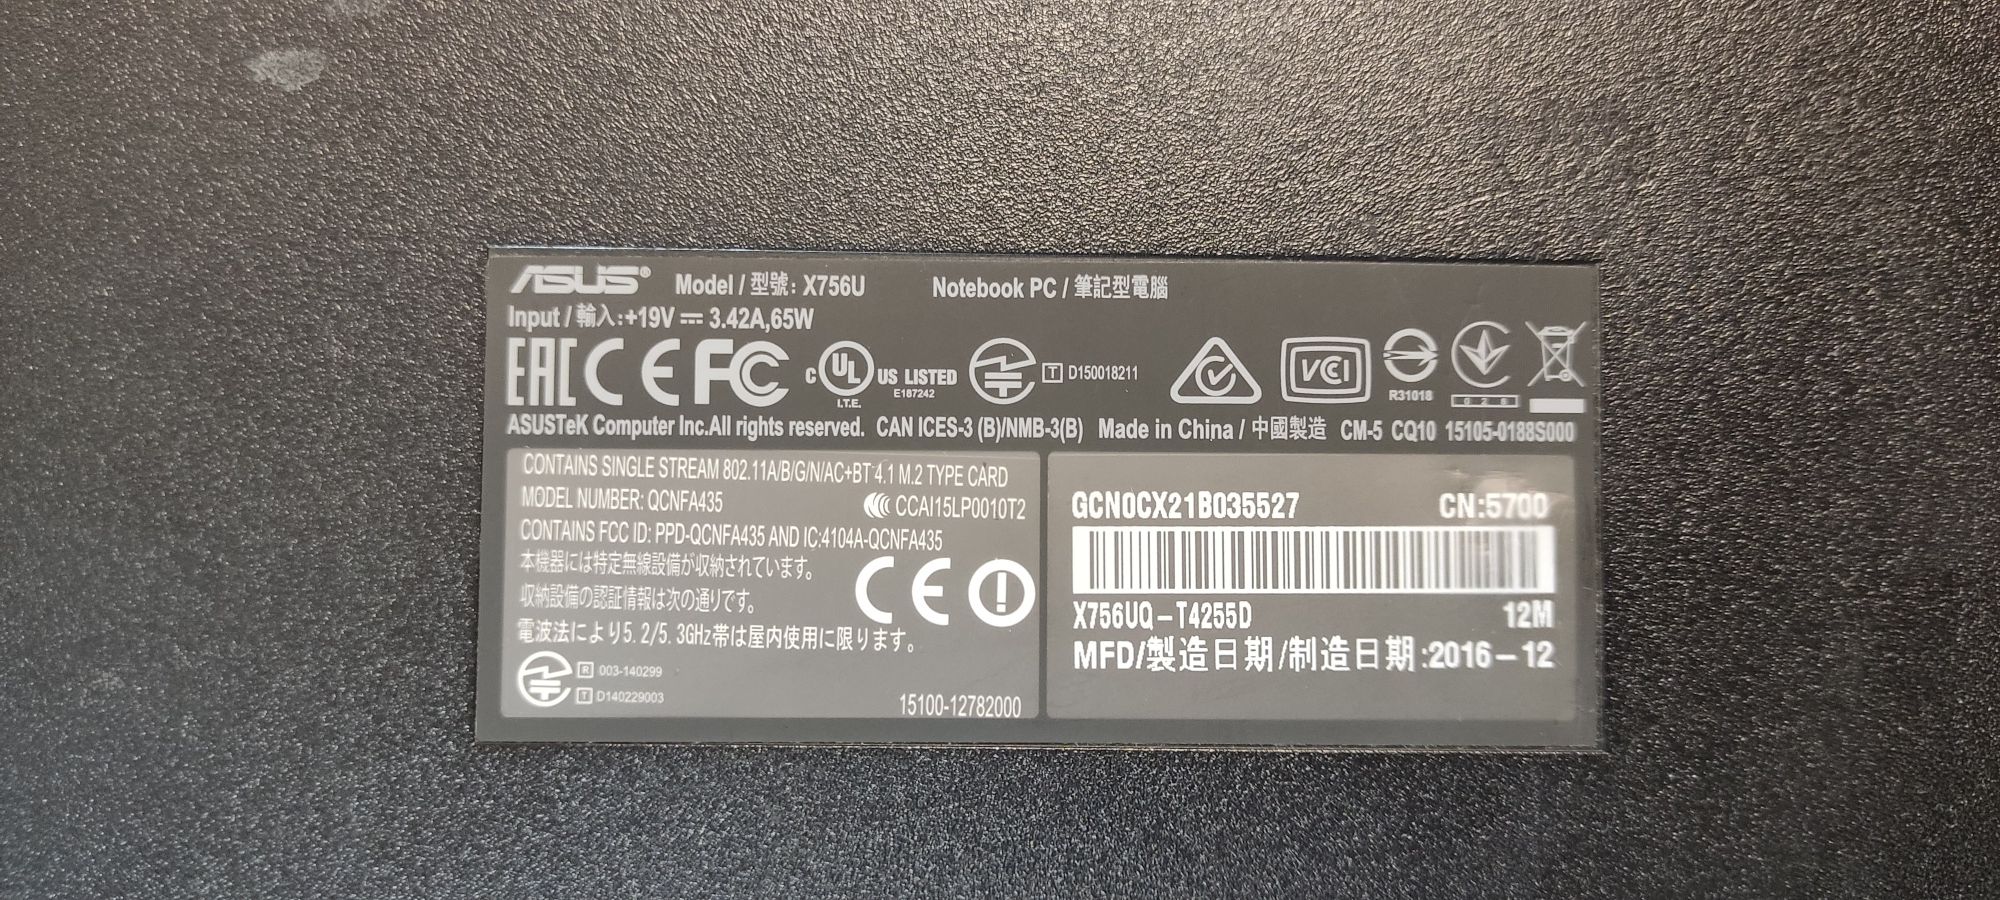 ASUS® Model / 型號: X756U Notebook PC / 筆記型電腦
Input / 輸入:+19V ⎓ 3.42A,65W
EAC CE FC C UL US LISTED E187242 I.T.E. T D150018211 VCI R31018 028
ASUSTeK Computer Inc.All rights reserved. CAN ICES-3 (B)/NMB-3(B) Made in China / 中國製造 CM-5 CQ10 15105-0188S000
CONTAINS SINGLE STREAM 802.11A/B/G/N/AC+BT 4.1 M.2 TYPE CARD
MODEL NUMBER: QCNFA435 CCAI15LP0010T2
CONTAINS FCC ID: PPD-QCNFA435 AND IC:4104A-QCNFA435
本機器には特定無線設備が収納されています。
収納設備の認証情報は次の通りです。
CE !
電波法により5.2/5.3GHz帯は屋内使用に限ります。
R 003-140299
T D140229003
15100-12782000
GCN0CX21B035527 CN:5700
X756UQ-T4255D 12M
MFD/製造日期/制造日期:2016-12